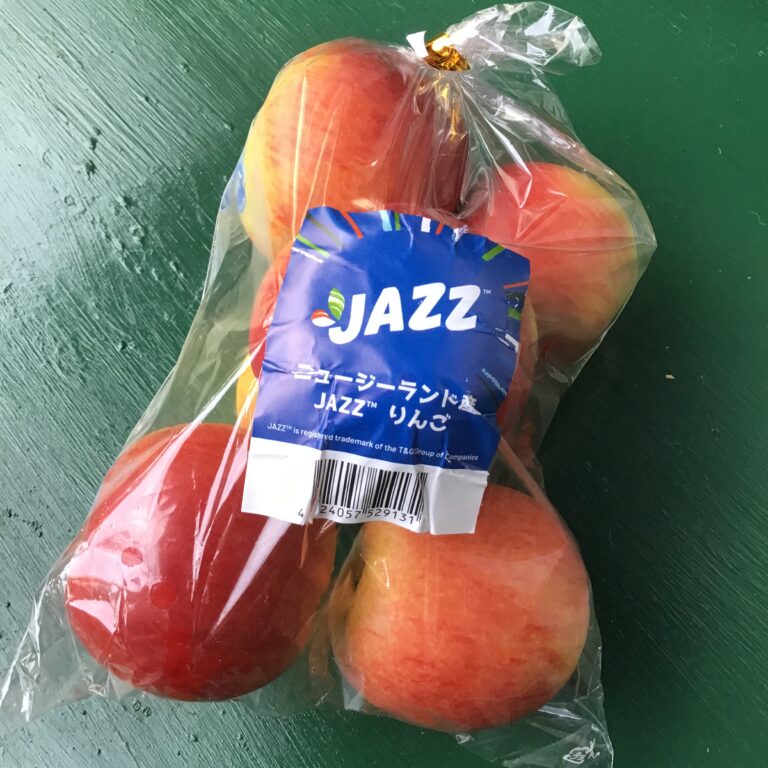 JAZZ™
ニュージーランド産
JAZZ™ りんご
JAZZ™ is registered trademark of the T&G Group of Companies
4 24057 529131